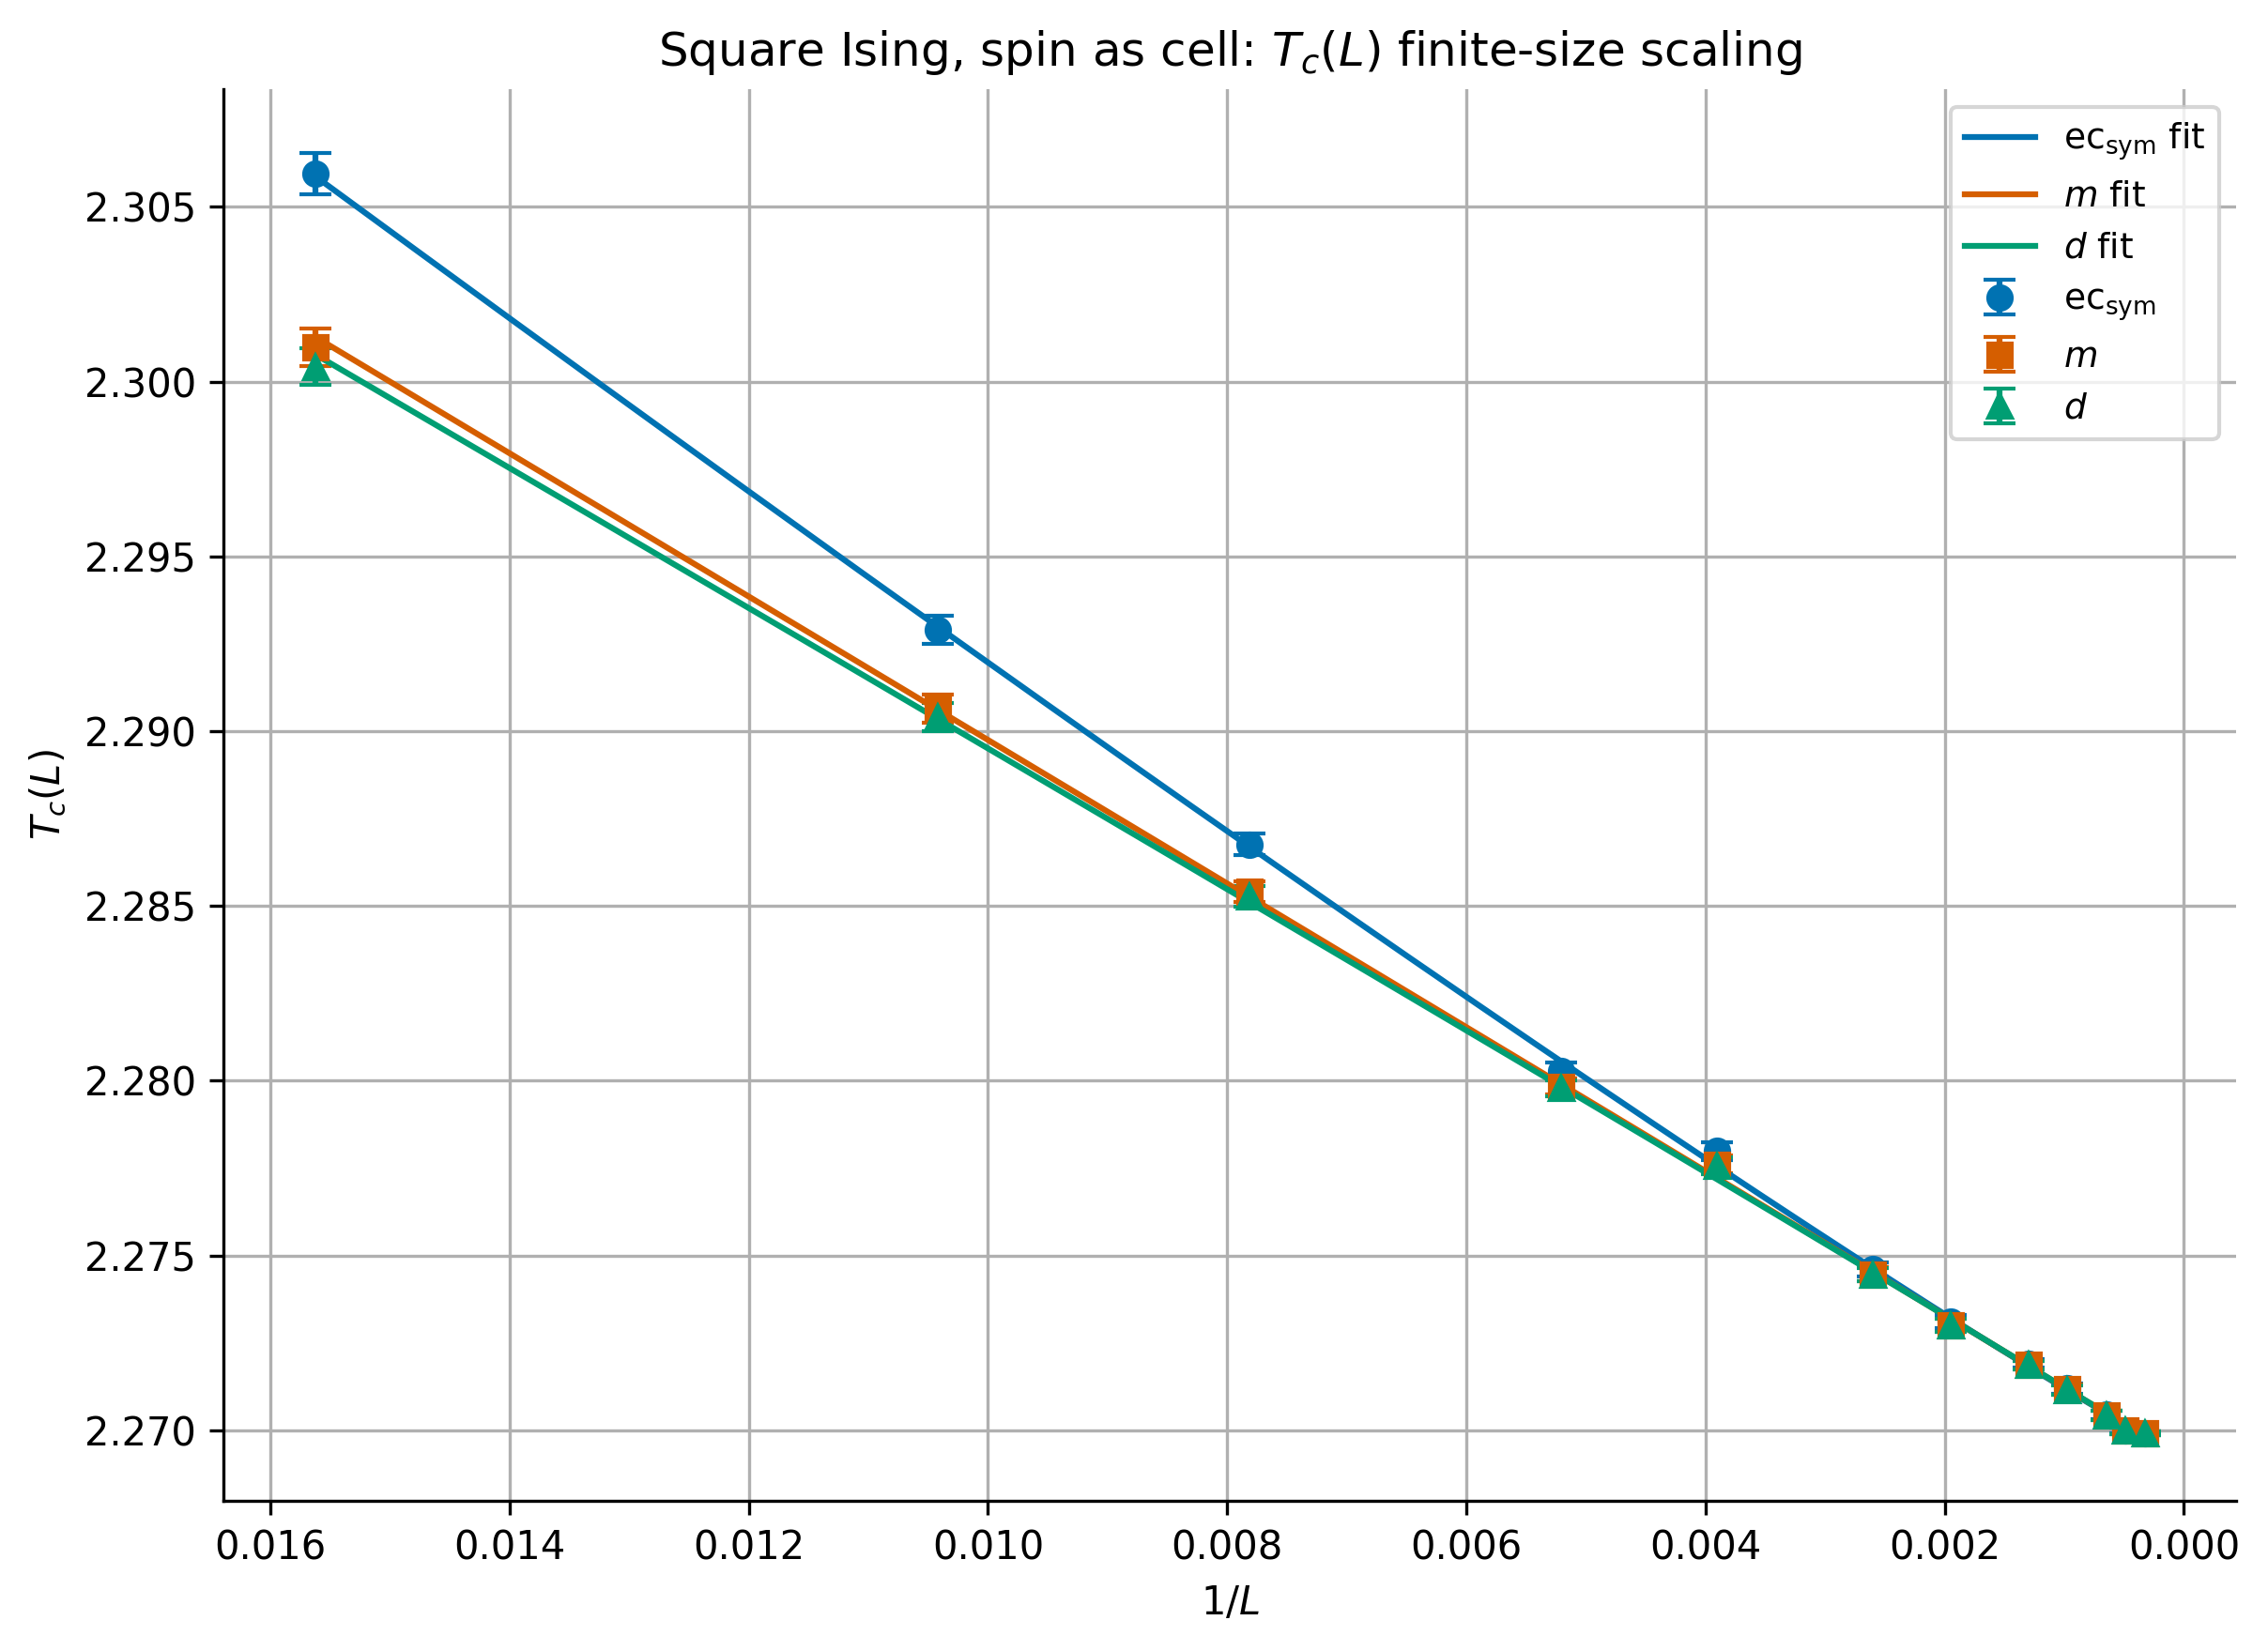 Square Ising, spin as cell: T_c(L) finite-size scaling
ec_sym fit
m fit
d fit
ec_sym
m
d
T_c(L)
2.305
2.300
2.295
2.290
2.285
2.280
2.275
2.270
0.016 0.014 0.012 0.010 0.008 0.006 0.004 0.002 0.000
1/L